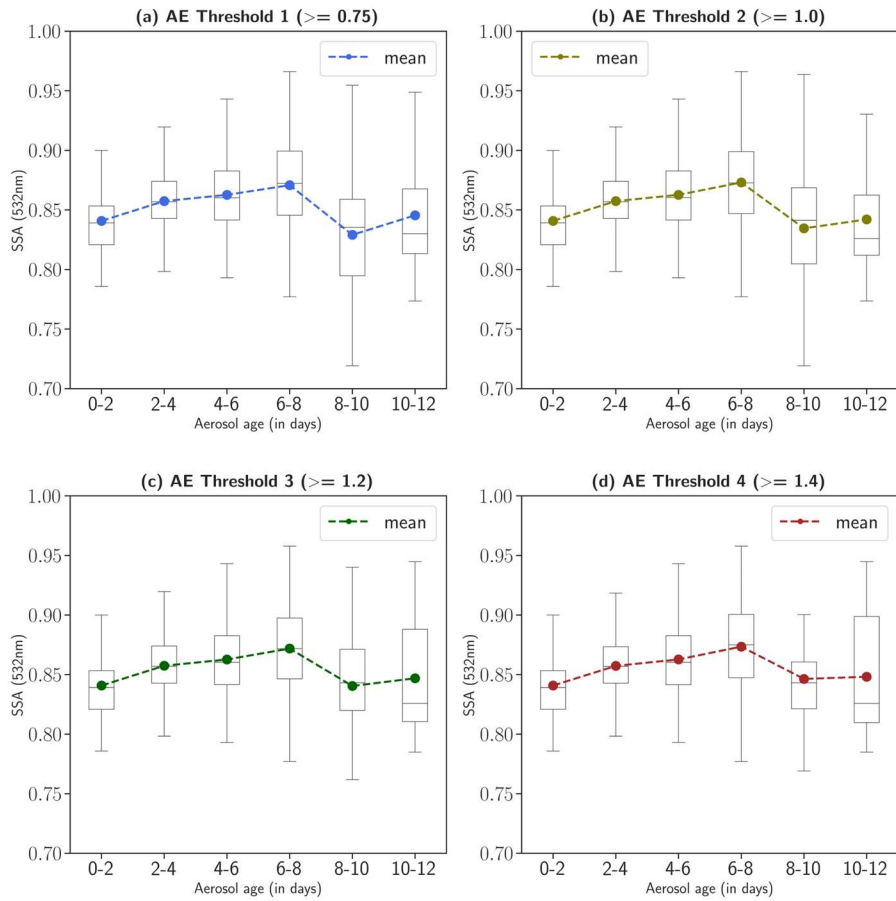 (a) AE Threshold 1 (>= 0.75)
1.00
0.95
0.90
0.85
0.80
0.75
0.70
SSA (532nm)
mean
0-2 2-4 4-6 6-8 8-10 10-12
Aerosol age (in days)
(b) AE Threshold 2 (>= 1.0)
1.00
0.95
0.90
0.85
0.80
0.75
0.70
SSA (532nm)
mean
0-2 2-4 4-6 6-8 8-10 10-12
Aerosol age (in days)
(c) AE Threshold 3 (>= 1.2)
1.00
0.95
0.90
0.85
0.80
0.75
0.70
SSA (532nm)
mean
0-2 2-4 4-6 6-8 8-10 10-12
Aerosol age (in days)
(d) AE Threshold 4 (>= 1.4)
1.00
0.95
0.90
0.85
0.80
0.75
0.70
SSA (532nm)
mean
0-2 2-4 4-6 6-8 8-10 10-12
Aerosol age (in days)